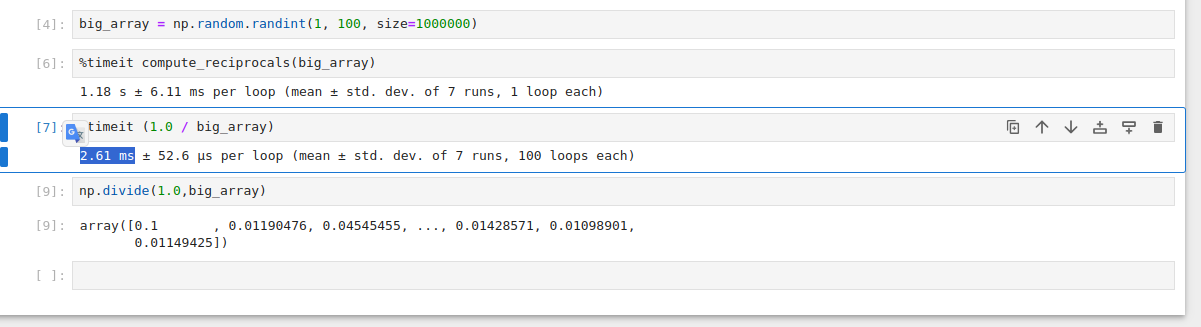 [4]: big_array = np.random.randint(1, 100, size=1000000)
[6]: %timeit compute_reciprocals(big_array)
1.18 s ± 6.11 ms per loop (mean ± std. dev. of 7 runs, 1 loop each)
[7]: timeit (1.0 / big_array)
2.61 ms ± 52.6 µs per loop (mean ± std. dev. of 7 runs, 100 loops each)
[9]: np.divide(1.0,big_array)
[9]: array([0.1       , 0.01190476, 0.04545455, ..., 0.01428571, 0.01098901,
0.01149425])
[ ]: